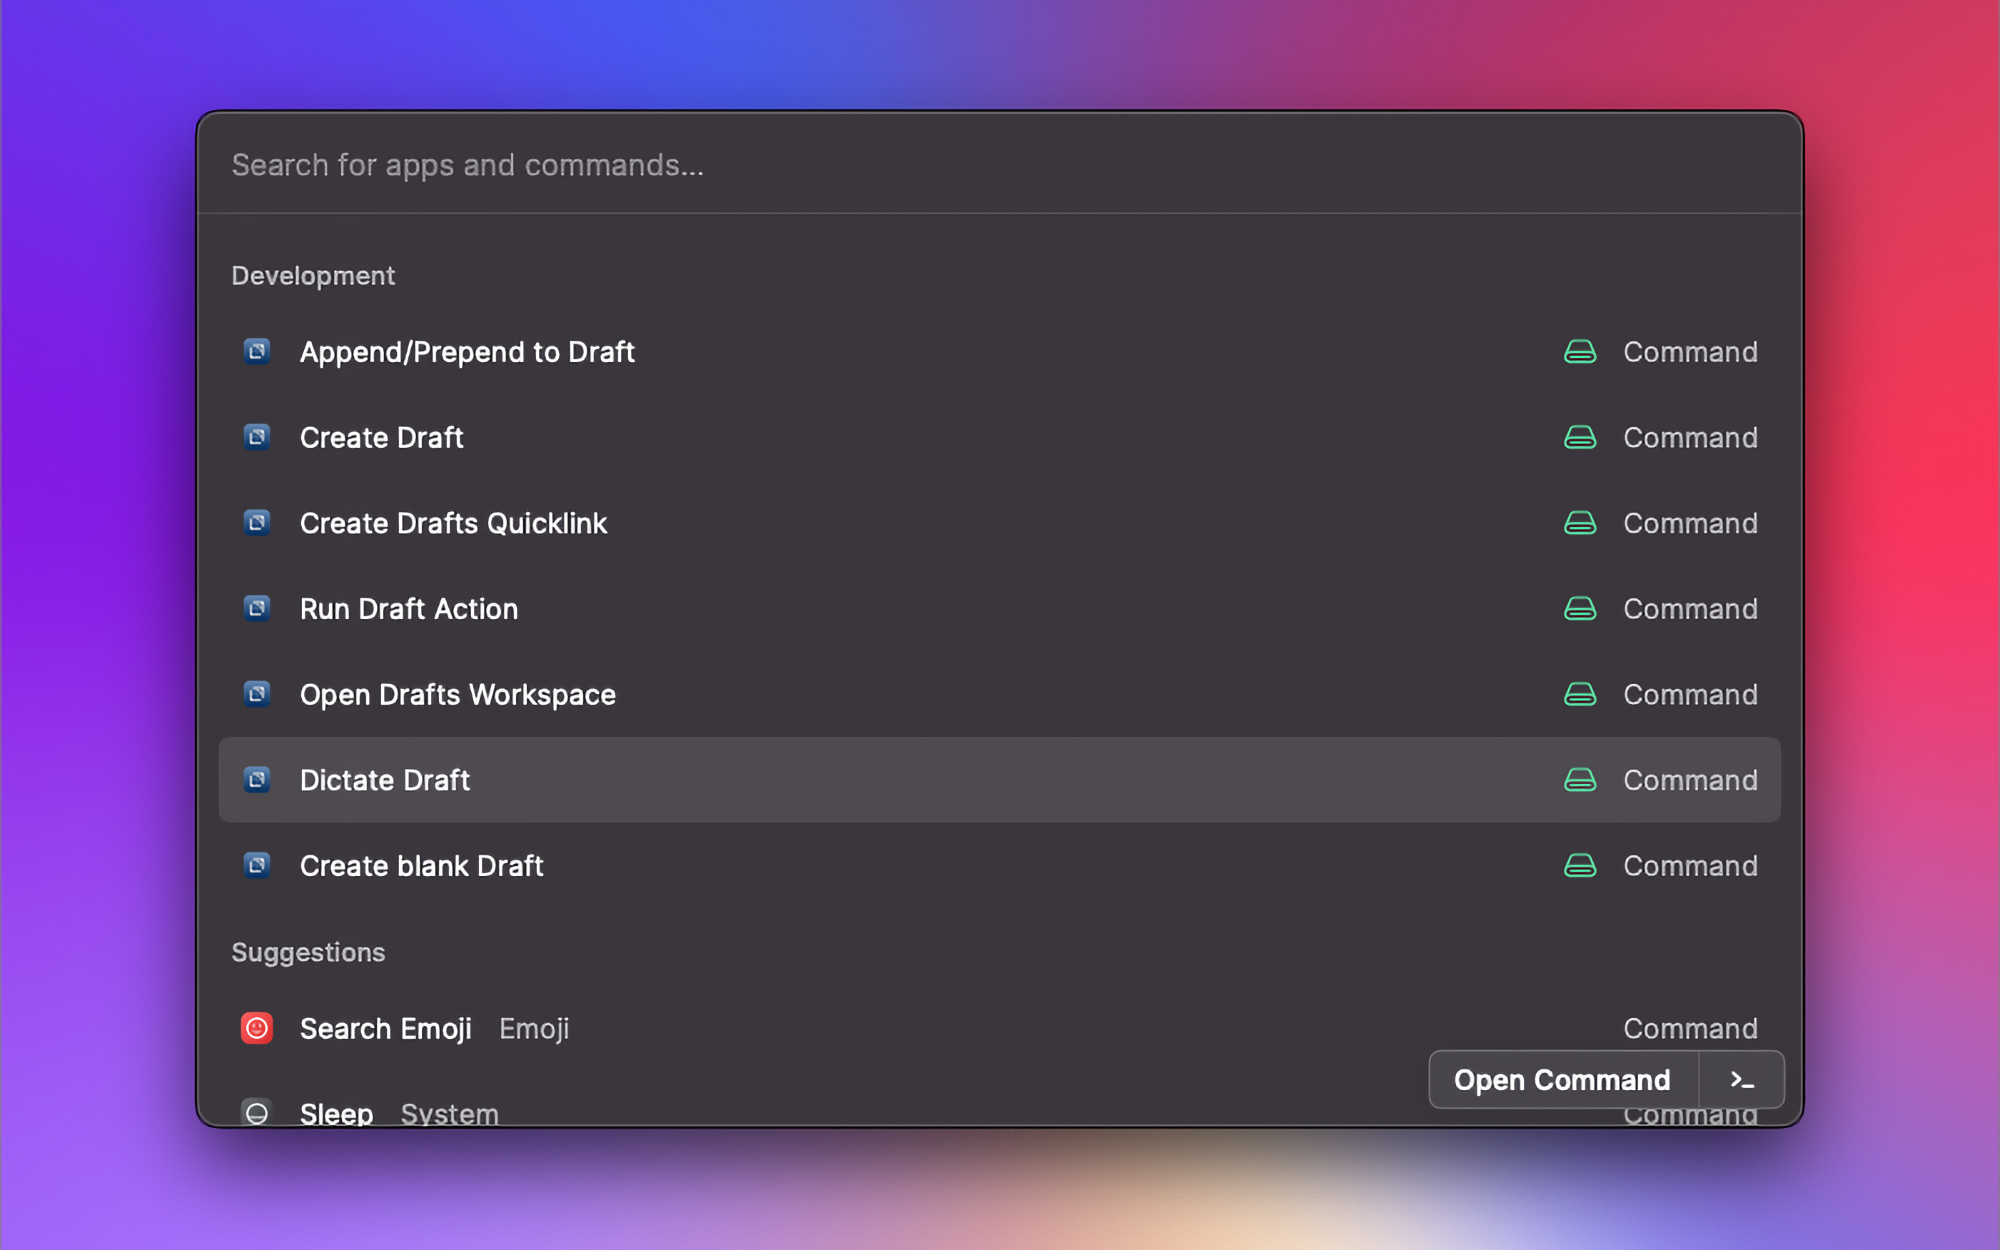 Search for apps and commands...
Development
Append/Prepend to Draft Command
Create Draft Command
Create Drafts Quicklink Command
Run Draft Action Command
Open Drafts Workspace Command
Dictate Draft Command
Create blank Draft Command
Suggestions
Search Emoji Emoji Command
Open Command >_
Sleep System Command